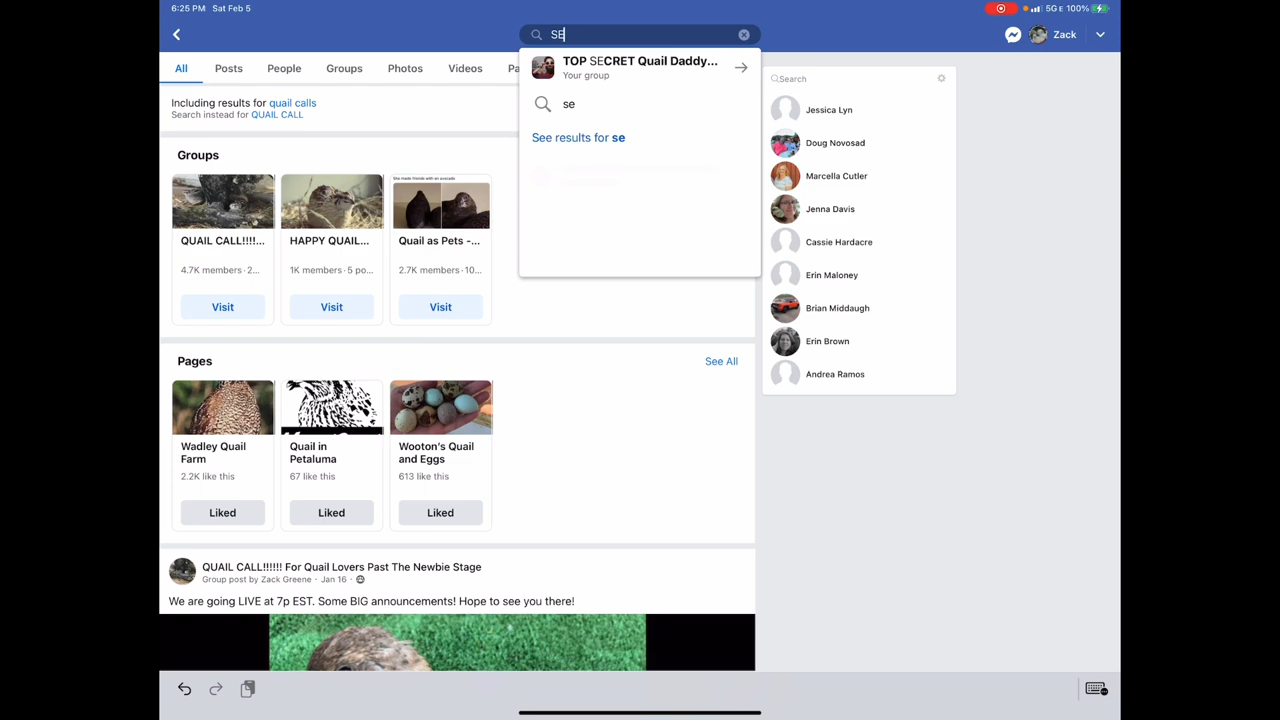 6:25 PM Sat Feb 5
5G E 100%
SE
Zack
All Posts People Groups Photos Videos Pa
TOP SECRET Quail Daddy...
Your group
se
See results for se
Including results for quail calls
Search instead for QUAIL CALL
Groups
QUAIL CALL!!!!... HAPPY QUAIL... Quail as Pets -...
4.7K members · 2... 1K members · 5 po... 2.7K members · 10...
Visit Visit Visit
Pages See All
Wadley Quail Farm
2.2K like this
Liked
Quail in Petaluma
67 like this
Liked
Wooton's Quail and Eggs
613 like this
Liked
QUAIL CALL!!!!!! For Quail Lovers Past The Newbie Stage
Group post by Zack Greene · Jan 16 ·
We are going LIVE at 7p EST. Some BIG announcements! Hope to see you there!
Search
Jessica Lyn
Doug Novosad
Marcella Cutler
Jenna Davis
Cassie Hardacre
Erin Maloney
Brian Middaugh
Erin Brown
Andrea Ramos